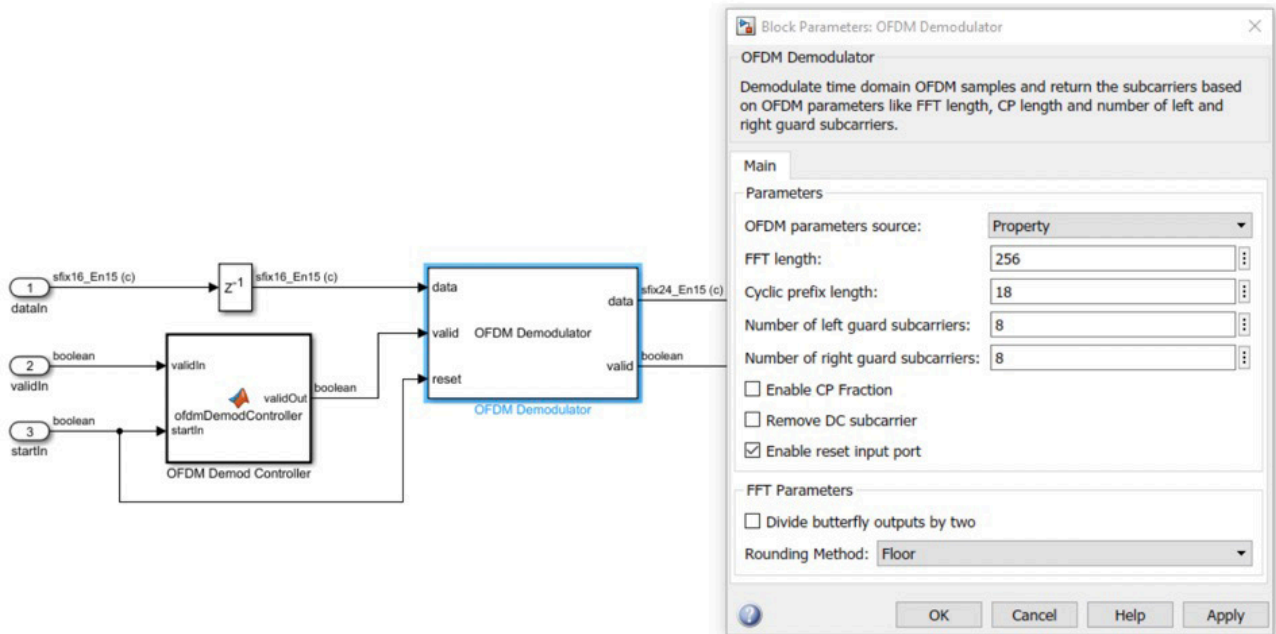 sfix16_En15 (c)
1
dataIn
z-1
sfix16_En15 (c)
data
valid
reset
OFDM Demodulator
data
valid
sfix24_En15 (c)
boolean
OFDM Demodulator
boolean
2
validIn
boolean
3
startIn
validIn
startIn
ofdmDemodController
validOut
boolean
OFDM Demod Controller
Block Parameters: OFDM Demodulator
OFDM Demodulator
Demodulate time domain OFDM samples and return the subcarriers based
on OFDM parameters like FFT length, CP length and number of left and
right guard subcarriers.
Main
Parameters
OFDM parameters source: Property
FFT length: 256
Cyclic prefix length: 18
Number of left guard subcarriers: 8
Number of right guard subcarriers: 8
Enable CP Fraction
Remove DC subcarrier
Enable reset input port
FFT Parameters
Divide butterfly outputs by two
Rounding Method: Floor
OK Cancel Help Apply